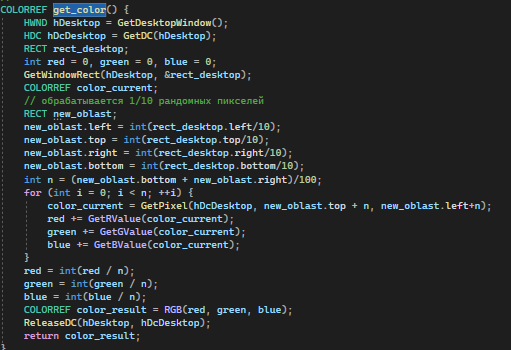 COLORREF get_color() {
HWND hDesktop = GetDesktopWindow();
HDC hDcDesktop = GetDC(hDesktop);
RECT rect_desktop;
int red = 0, green = 0, blue = 0;
GetWindowRect(hDesktop, &rect_desktop);
COLORREF color_current;
// обрабатывается 1/10 рандомных пикселей
RECT new_oblast;
new_oblast.left = int(rect_desktop.left/10);
new_oblast.top = int(rect_desktop.top/10);
new_oblast.right = int(rect_desktop.right/10);
new_oblast.bottom = int(rect_desktop.bottom/10);
int n = (new_oblast.bottom + new_oblast.right)/100;
for (int i = 0; i < n; ++i) {
color_current = GetPixel(hDcDesktop, new_oblast.top + n, new_oblast.left+n);
red += GetRValue(color_current);
green += GetGValue(color_current);
blue += GetBValue(color_current);
}
red = int(red / n);
green = int(green / n);
blue = int(blue / n);
COLORREF color_result = RGB(red, green, blue);
ReleaseDC(hDesktop, hDcDesktop);
return color_result;
}